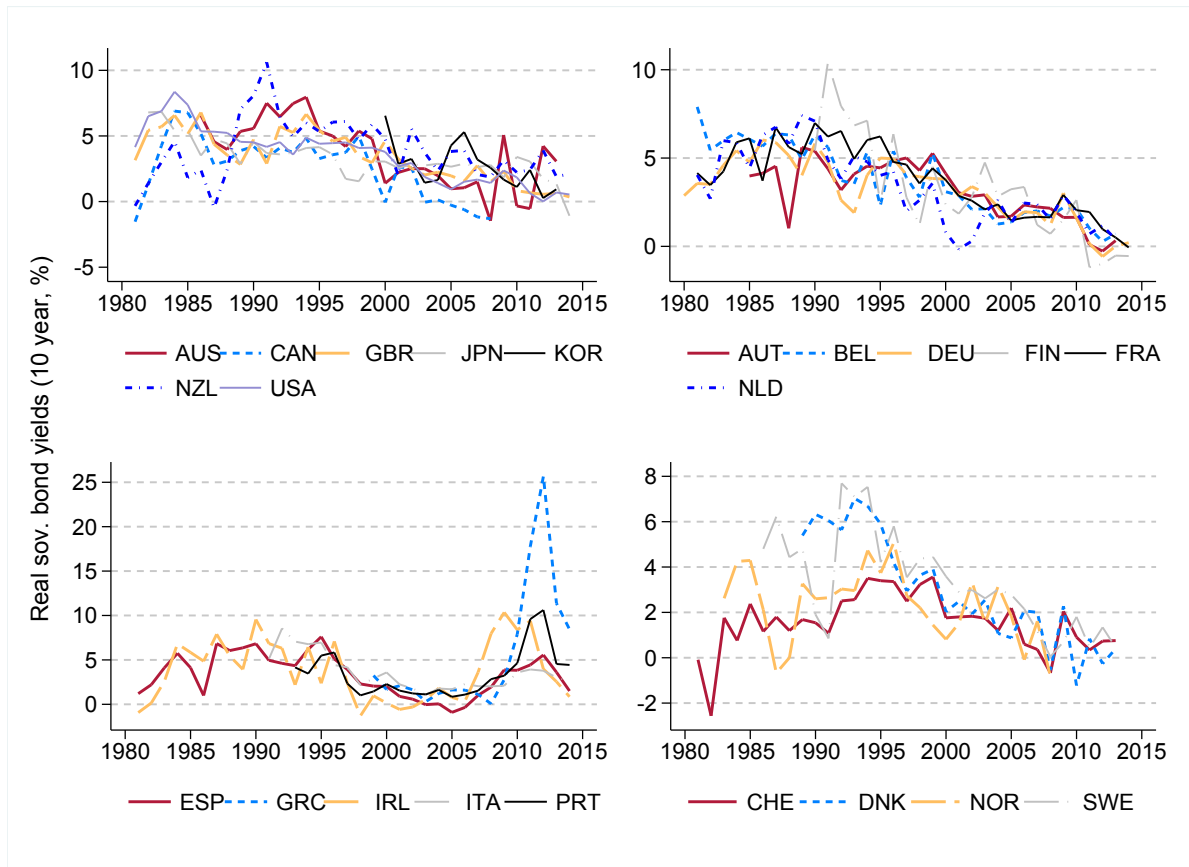 Real sov. bond yields (10 year, %)
10
5
0
-5
1980 1985 1990 1995 2000 2005 2010 2015
AUS CAN GBR JPN KOR
NZL USA
10
5
0
1980 1985 1990 1995 2000 2005 2010 2015
AUT BEL DEU FIN FRA
NLD
25
20
15
10
5
0
1980 1985 1990 1995 2000 2005 2010 2015
ESP GRC IRL ITA PRT
8
6
4
2
0
-2
1980 1985 1990 1995 2000 2005 2010 2015
CHE DNK NOR SWE